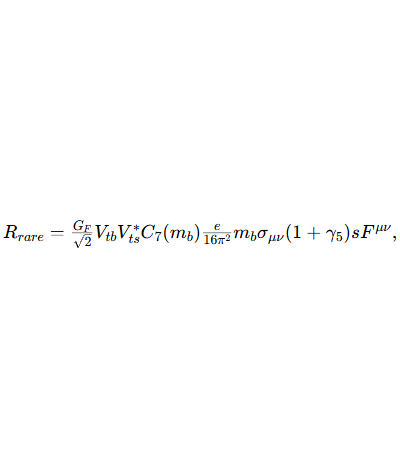 $R_{rare} = \frac{G_F}{\sqrt{2}} V_{tb} V_{ts}^* C_7(m_b) \frac{e}{16\pi^2} m_b \sigma_{\mu\nu} (1 + \gamma_5) s F^{\mu\nu},$